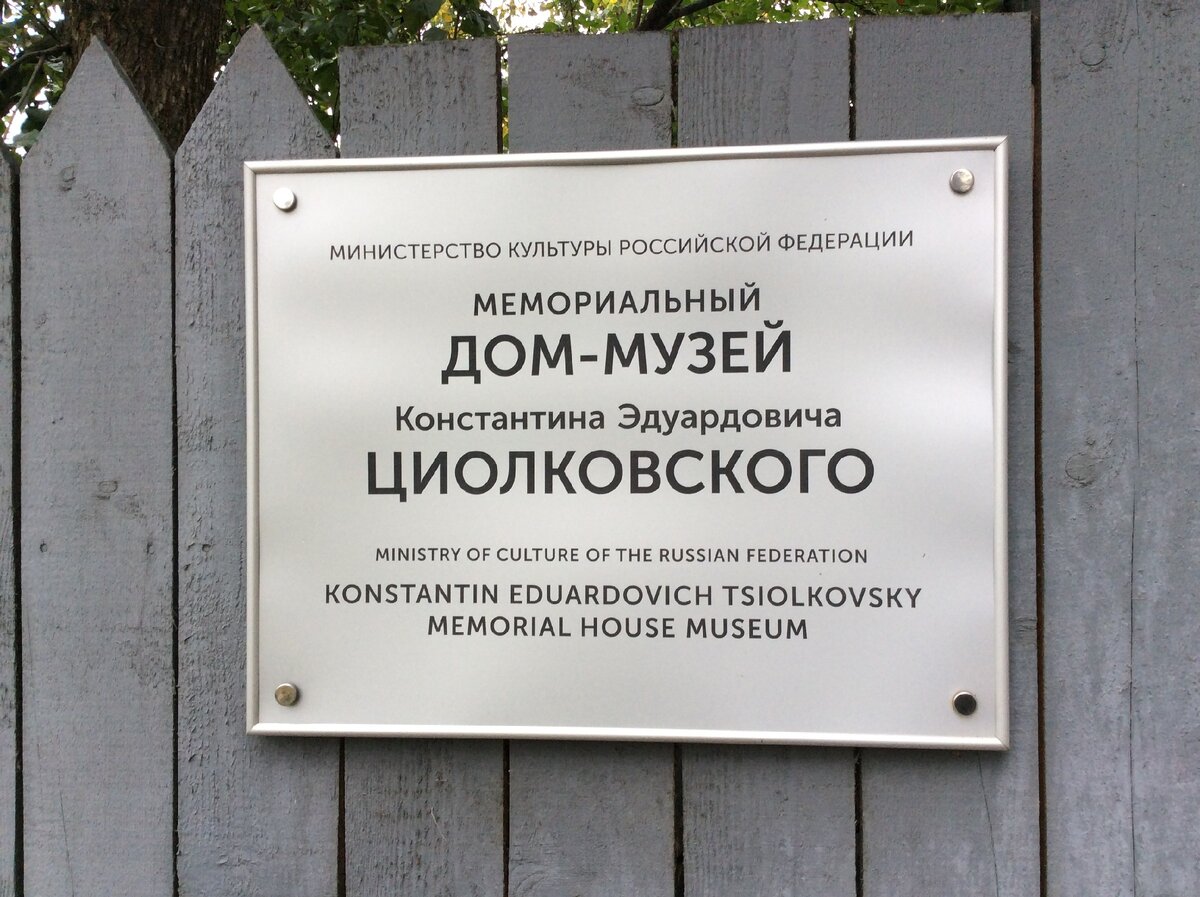 МИНИСТЕРСТВО КУЛЬТУРЫ РОССИЙСКОЙ ФЕДЕРАЦИИ
МЕМОРИАЛЬНЫЙ
ДОМ-МУЗЕЙ
Константина Эдуардовича
ЦИОЛКОВСКОГО
MINISTRY OF CULTURE OF THE RUSSIAN FEDERATION
KONSTANTIN EDUARDOVICH TSIOLKOVSKY
MEMORIAL HOUSE MUSEUM